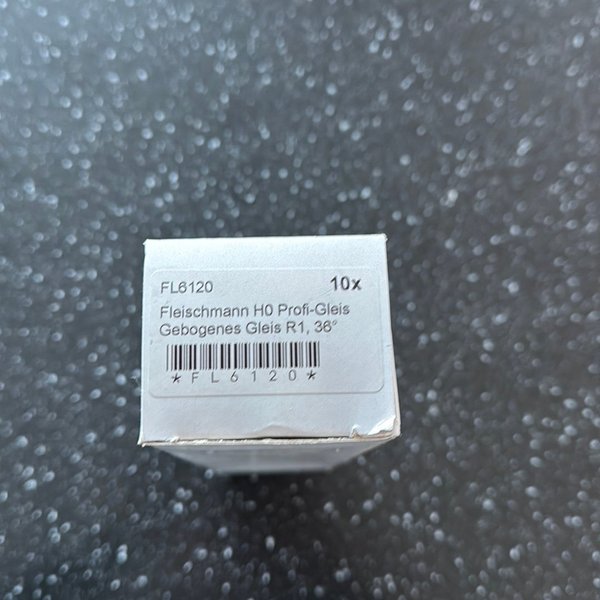 FL6120 10x
Fleischmann H0 Profi-Gleis
Gebogenes Gleis R1, 36°
*FL6120*